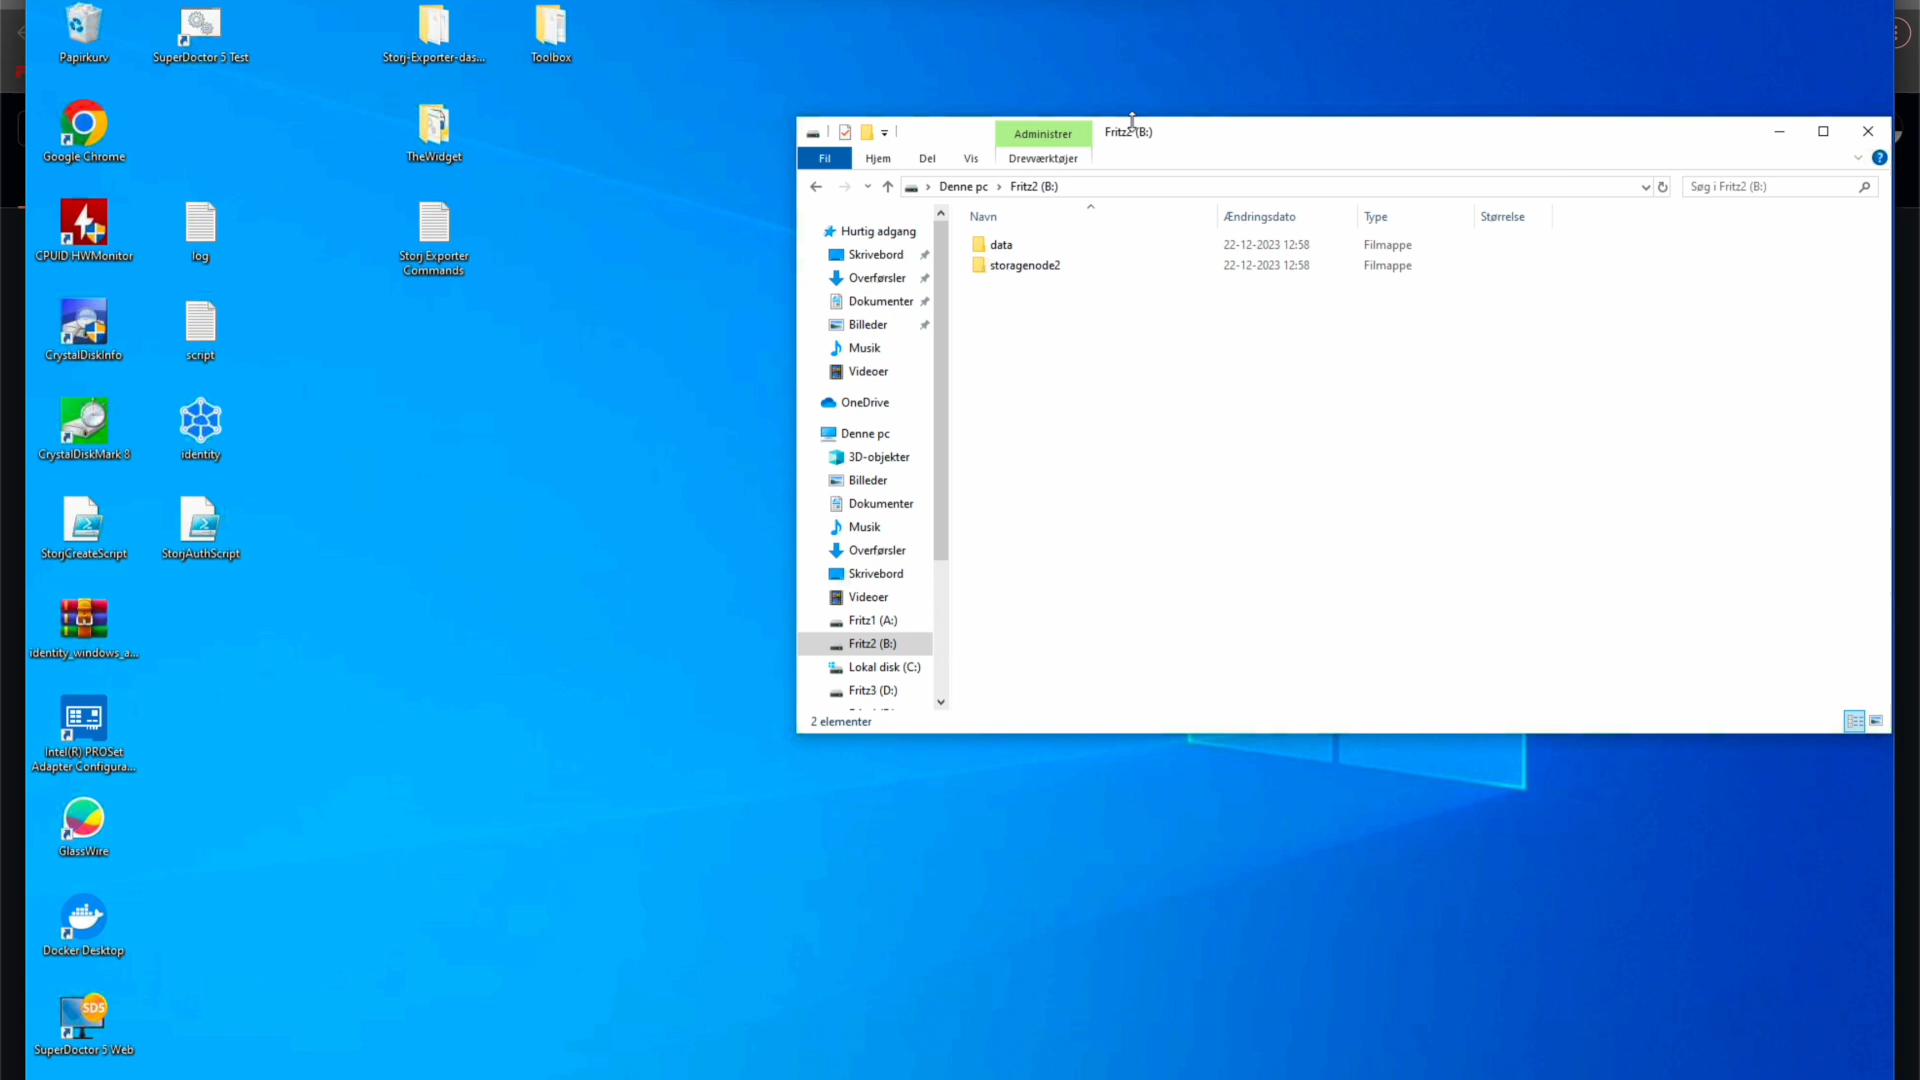 Papirkurv
SuperDoctor 5 Test
Storj-Exporter-das...
Toolbox
Google Chrome
TheWidget
CPUID HWMonitor
log
Storj Exporter
Commands
CrystalDiskInfo
script
CrystalDiskMark 8
identity
StorjCreateScript
StorjAuthScript
identity_windows_a...
Intel(R) PROSet
Adapter Configura...
GlassWire
Docker Desktop
SDS
SuperDoctor 5 Web
Administrer
Fritz2 (B:)
Fil
Hjem
Del
Vis
Drevværktøjer
Denne pc
Fritz2 (B:)
Søg i Fritz2 (B:)
Navn
Ændringsdato
Type
Størrelse
data
22-12-2023 12:58
Filmappe
storagenode2
22-12-2023 12:58
Filmappe
Hurtig adgang
Skrivebord
Overførsler
Dokumenter
Billeder
Musik
Videoer
OneDrive
Denne pc
3D-objekter
Billeder
Dokumenter
Musik
Overførsler
Skrivebord
Videoer
Fritz1 (A:)
Fritz2 (B:)
Lokal disk (C:)
Fritz3 (D:)
2 elementer